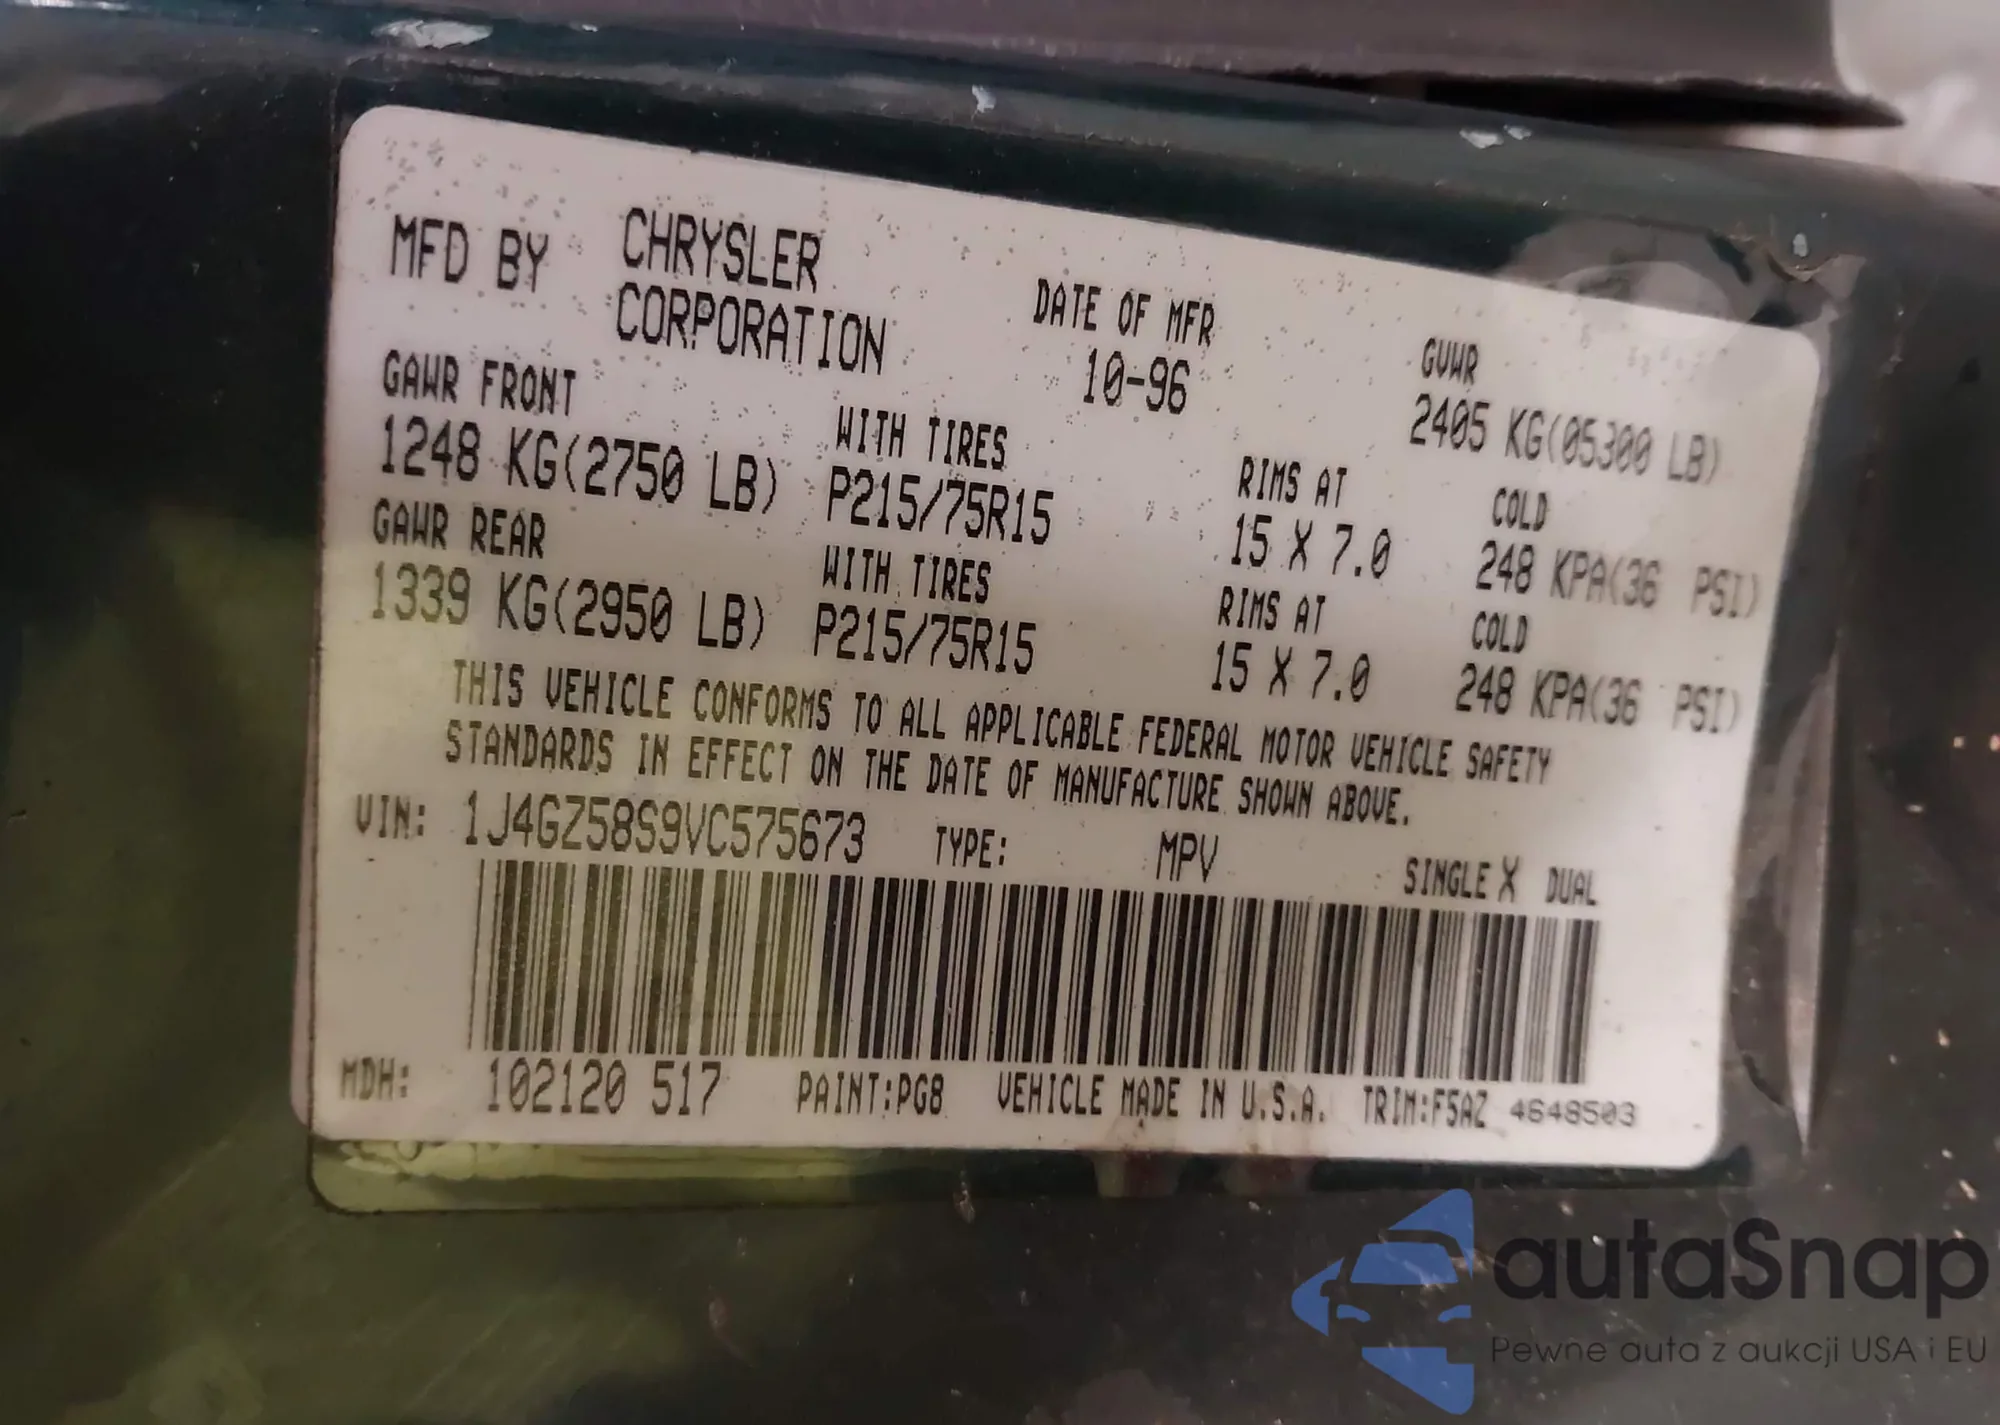 MFD BY CHRYSLER CORPORATION
DATE OF MFR 10-96
GVWR 2405 KG(05300 LB)
GAWR FRONT WITH TIRES RIMS AT COLD
1248 KG(2750 LB) P215/75R15 15 X 7.0 248 KPA(36 PSI)
GAWR REAR WITH TIRES RIMS AT COLD
1339 KG(2950 LB) P215/75R15 15 X 7.0 248 KPA(36 PSI)
THIS VEHICLE CONFORMS TO ALL APPLICABLE FEDERAL MOTOR VEHICLE SAFETY
STANDARDS IN EFFECT ON THE DATE OF MANUFACTURE SHOWN ABOVE.
VIN: 1J4GZ58S9VC575673 TYPE: MPV SINGLE X DUAL
MDH: 102120 517 PAINT:PG8 VEHICLE MADE IN U.S.A. TRIM:F5AZ 4648503
autaSnap
Pewne auta z aukcji USA i EU